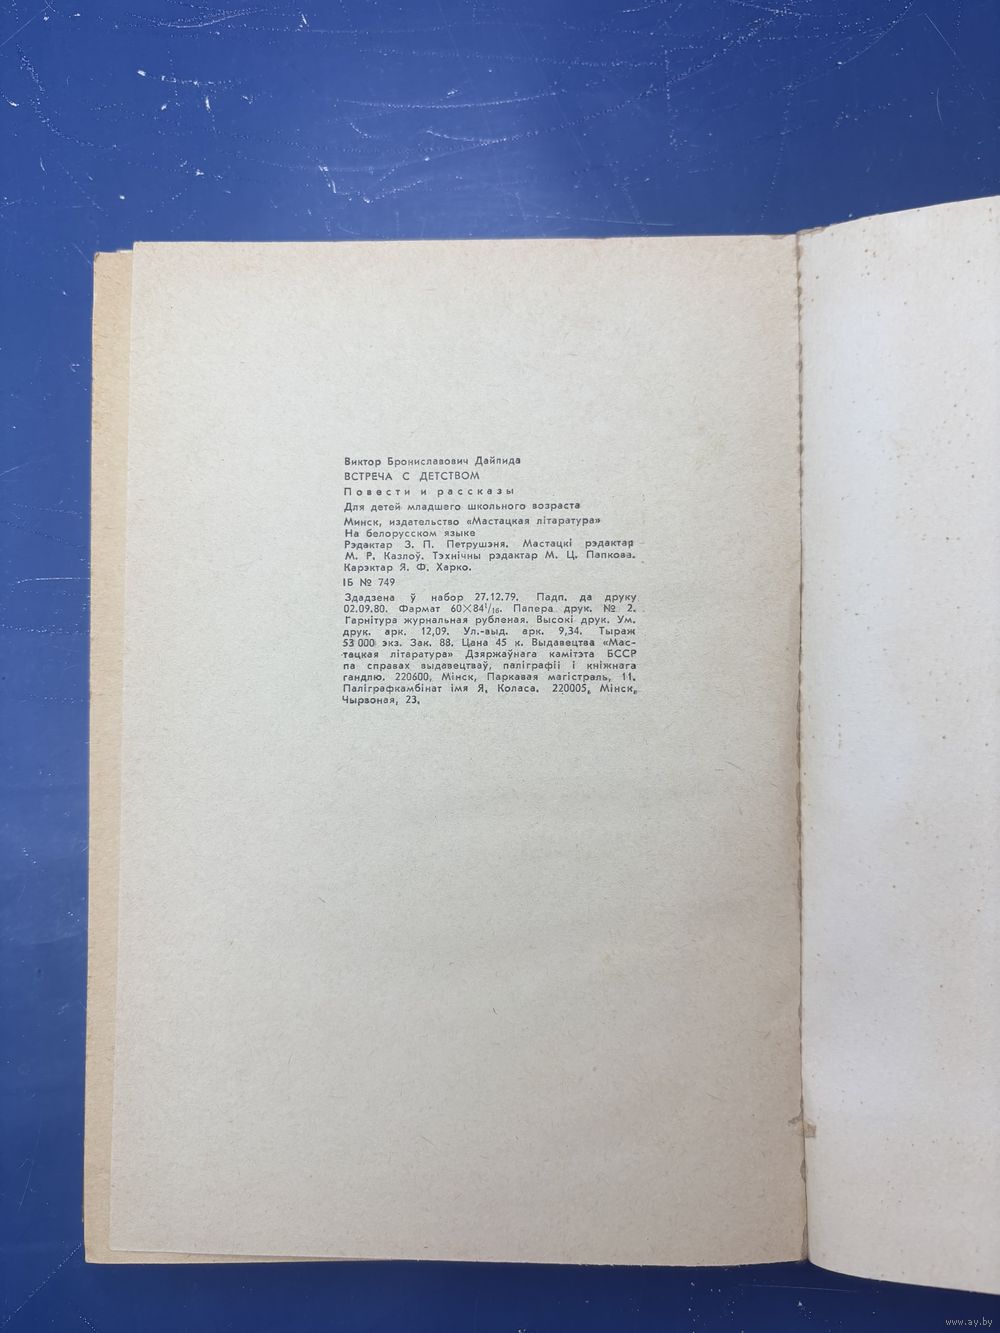 Виктор Брониславович Дайлида
ВСТРЕЧА С ДЕТСТВОМ
Повести и рассказы
Для детей младшего школьного возраста
Минск, издательство «Мастацкая літаратура»
На белорусском языке
Рэдактар З. П. Петрушэня. Мастацкі рэдактар
М. Р. Казлоў. Тэхнічны рэдактар М. Ц. Папкова.
Карэктар Я. Ф. Харко.
ІБ № 749
Здадзена ў набор 27.12.79. Падп. да друку
02.09.80. Фармат 60×84¹/₁₆. Папера друк. № 2.
Гарнітура журнальная рубленая. Высокі друк. Ум.
друк. арк. 12,09. Ул.-выд. арк. 9,34. Тыраж
53 000 экз. Зак. 88. Цана 45 к. Выдавецтва «Мас-
тацкая літаратура» Дзяржаўнага камітэта БССР
па справах выдавецтваў, паліграфіі і кніжнага
гандлю. 220600, Мінск, Паркавая магістраль, 11.
Паліграфкамбінат імя Я. Коласа. 220005, Мінск,
Чырвоная, 23.
www.ay.by